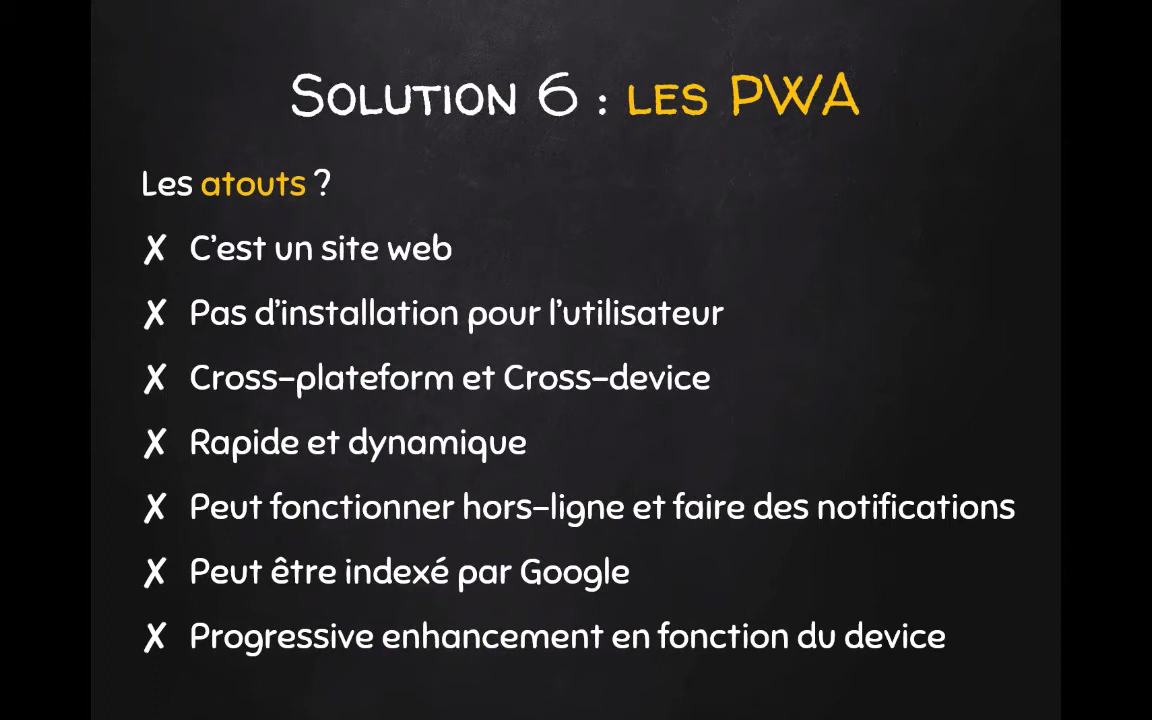 Solution 6 : les PWA
Les atouts ?
✗ C’est un site web
✗ Pas d’installation pour l’utilisateur
✗ Cross-plateform et Cross-device
✗ Rapide et dynamique
✗ Peut fonctionner hors-ligne et faire des notifications
✗ Peut être indexé par Google
✗ Progressive enhancement en fonction du device